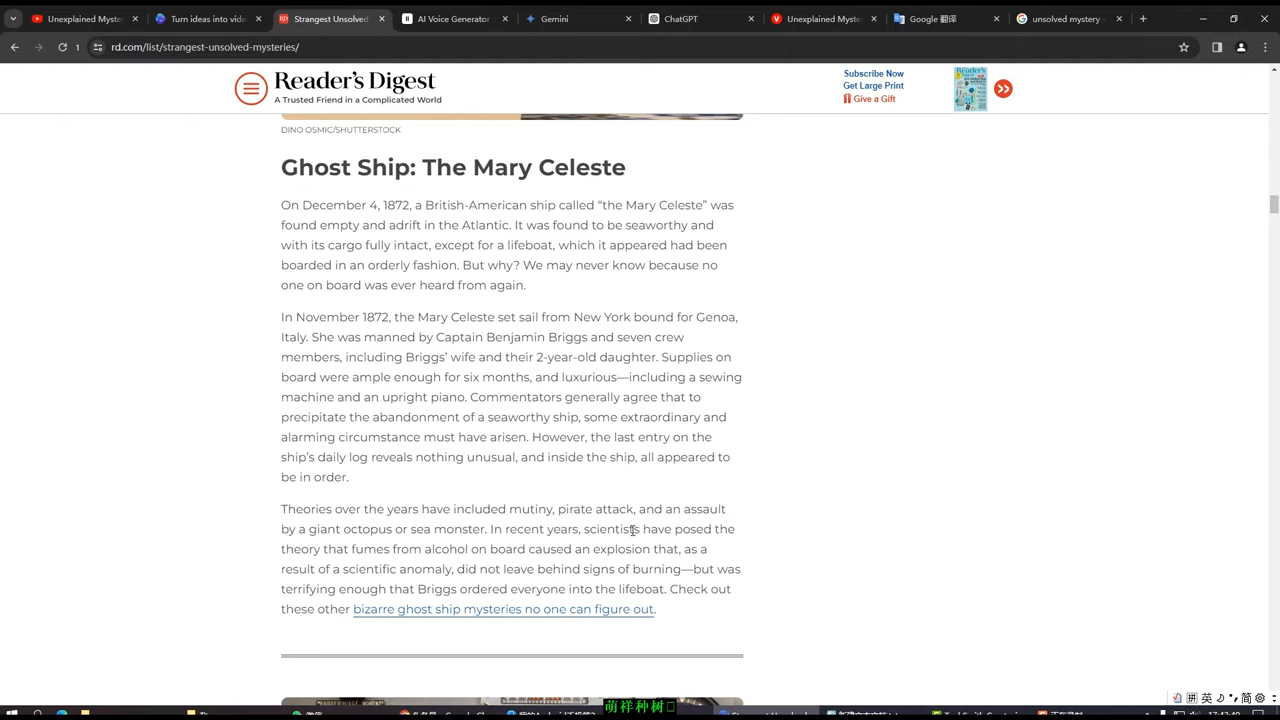 Unexplained Myster
Turn ideas into vide
Strangest Unsolved
AI Voice Generator
Gemini
ChatGPT
Unexplained Myste
Google 翻译
unsolved mystery
rd.com/list/strangest-unsolved-mysteries/
Reader's Digest
A Trusted Friend in a Complicated World
Subscribe Now
Get Large Print
Give a Gift
DINO OSMIC/SHUTTERSTOCK
Ghost Ship: The Mary Celeste
On December 4, 1872, a British-American ship called “the Mary Celeste” was
found empty and adrift in the Atlantic. It was found to be seaworthy and
with its cargo fully intact, except for a lifeboat, which it appeared had been
boarded in an orderly fashion. But why? We may never know because no
one on board was ever heard from again.
In November 1872, the Mary Celeste set sail from New York bound for Genoa,
Italy. She was manned by Captain Benjamin Briggs and seven crew
members, including Briggs’ wife and their 2-year-old daughter. Supplies on
board were ample enough for six months, and luxurious—including a sewing
machine and an upright piano. Commentators generally agree that to
precipitate the abandonment of a seaworthy ship, some extraordinary and
alarming circumstance must have arisen. However, the last entry on the
ship’s daily log reveals nothing unusual, and inside the ship, all appeared to
be in order.
Theories over the years have included mutiny, pirate attack, and an assault
by a giant octopus or sea monster. In recent years, scientists have posed the
theory that fumes from alcohol on board caused an explosion that, as a
result of a scientific anomaly, did not leave behind signs of burning—but was
terrifying enough that Briggs ordered everyone into the lifeboat. Check out
these other bizarre ghost ship mysteries no one can figure out.
拼 英 简
萌祥种树